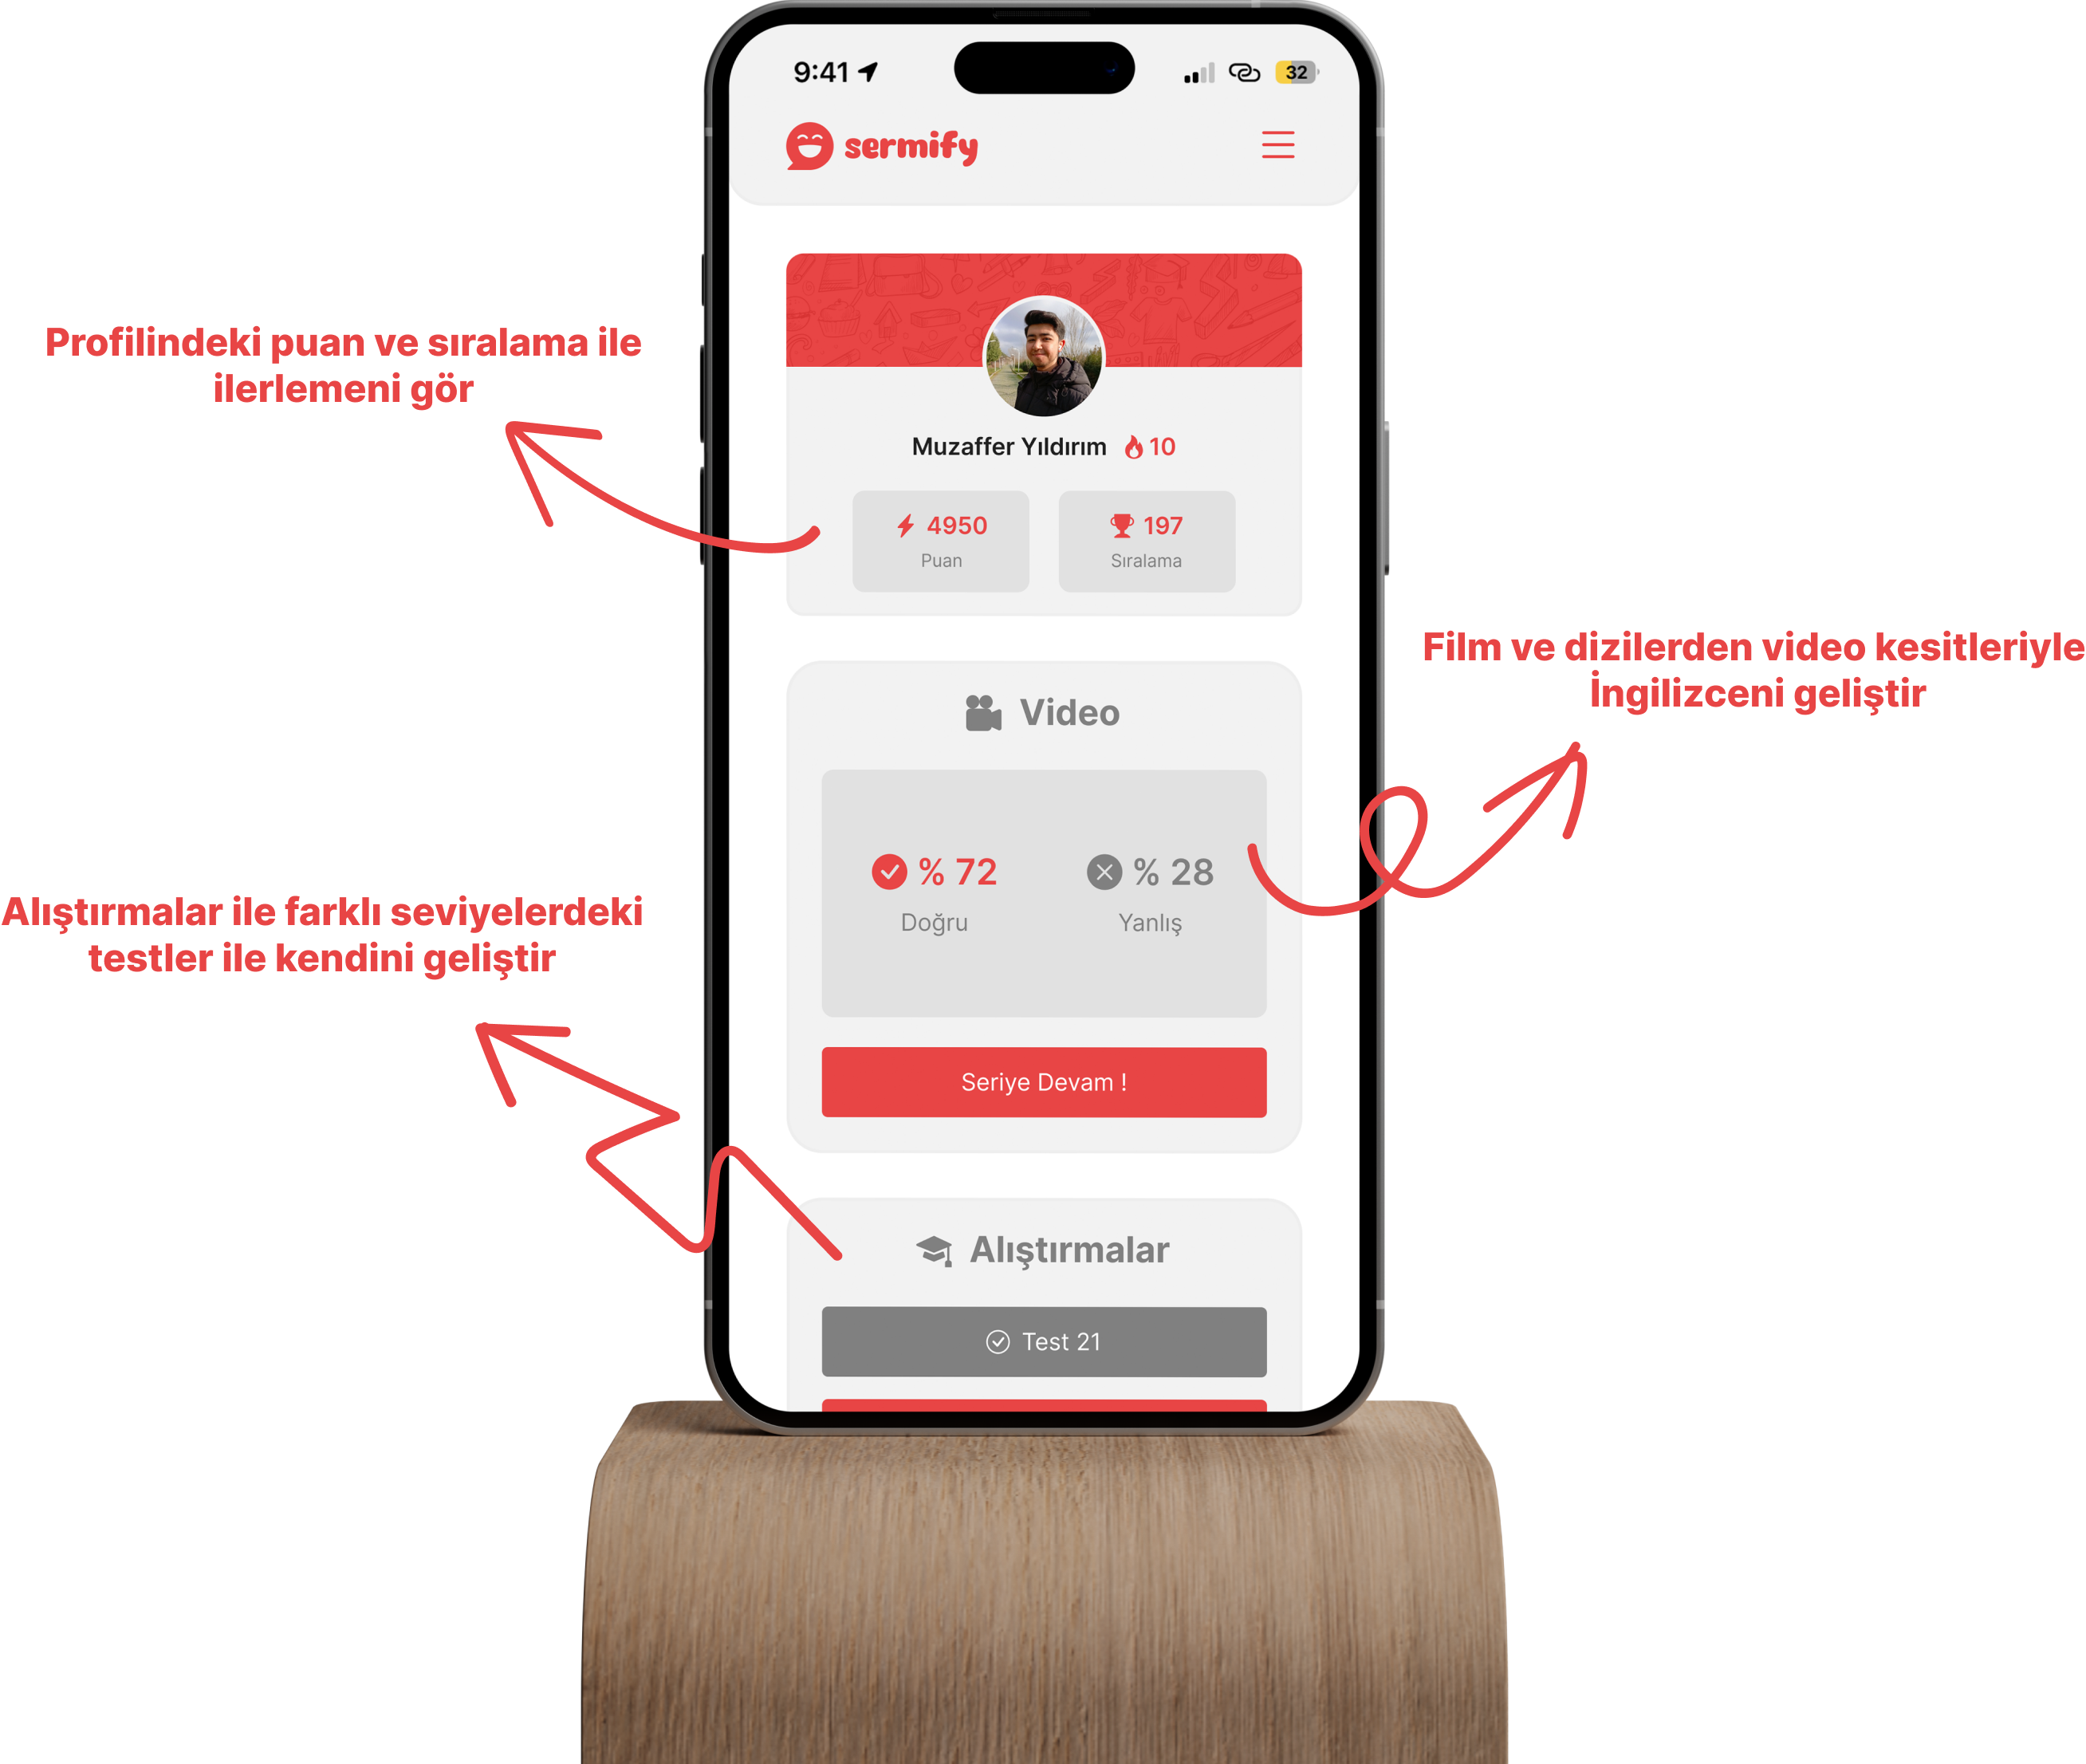 9:41
32
sermify
Profilindeki puan ve sıralama ile
ilerlemeni gör
Muzaffer Yıldırım 10
4950
Puan
197
Sıralama
Film ve dizilerden video kesitleriyle
İngilizceni geliştir
Video
% 72
Doğru
% 28
Yanlış
Seriye Devam !
Alıştırmalar ile farklı seviyelerdeki
testler ile kendini geliştir
Alıştırmalar
Test 21